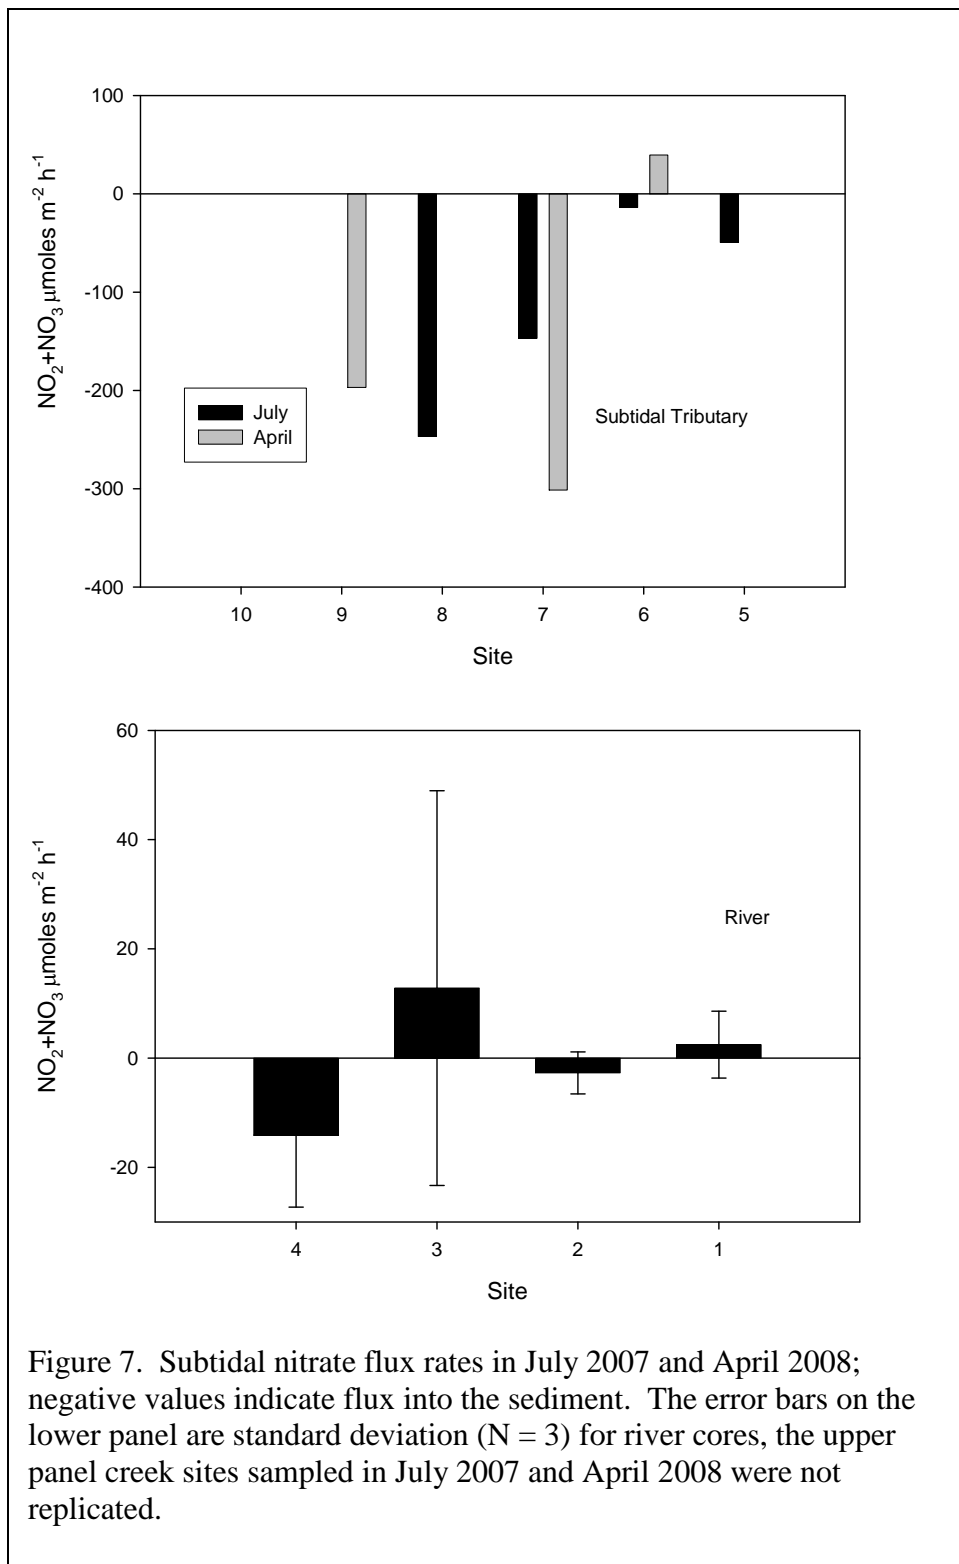 100
0
-100
-200
-300
-400
NO2+NO3 μmoles m-2 h-1
July
April
Subtidal Tributary
10 9 8 7 6 5
Site
60
40
20
0
-20
NO2+NO3 μmoles m-2 h-1
River
4 3 2 1
Site
Figure 7. Subtidal nitrate flux rates in July 2007 and April 2008;
negative values indicate flux into the sediment. The error bars on the
lower panel are standard deviation (N = 3) for river cores, the upper
panel creek sites sampled in July 2007 and April 2008 were not
replicated.